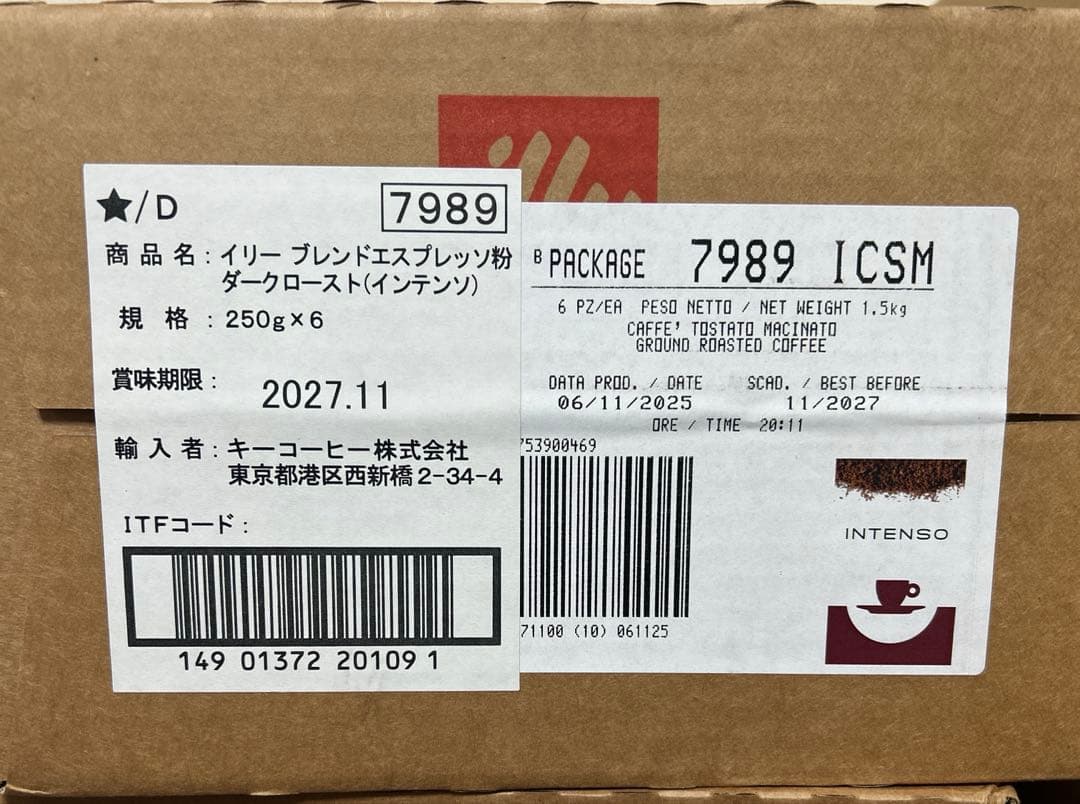 illy
★/D
7989
商品名：イリー ブレンドエスプレッソ粉
ダークロースト(インテンソ)
規格：250g×6
賞味期限：2027.11
輸入者：キーコーヒー株式会社
東京都港区西新橋2-34-4
ITFコード：
149 01372 20109 1
B PACKAGE 7989 ICSM
6 PZ/EA PESO NETTO / NET WEIGHT 1.5kg
CAFFE' TOSTATO MACINATO
GROUND ROASTED COFFEE
DATA PROD. / DATE SCAD. / BEST BEFORE
06/11/2025 11/2027
ORE / TIME 20:11
753900469
71100 (10) 061125
INTENSO